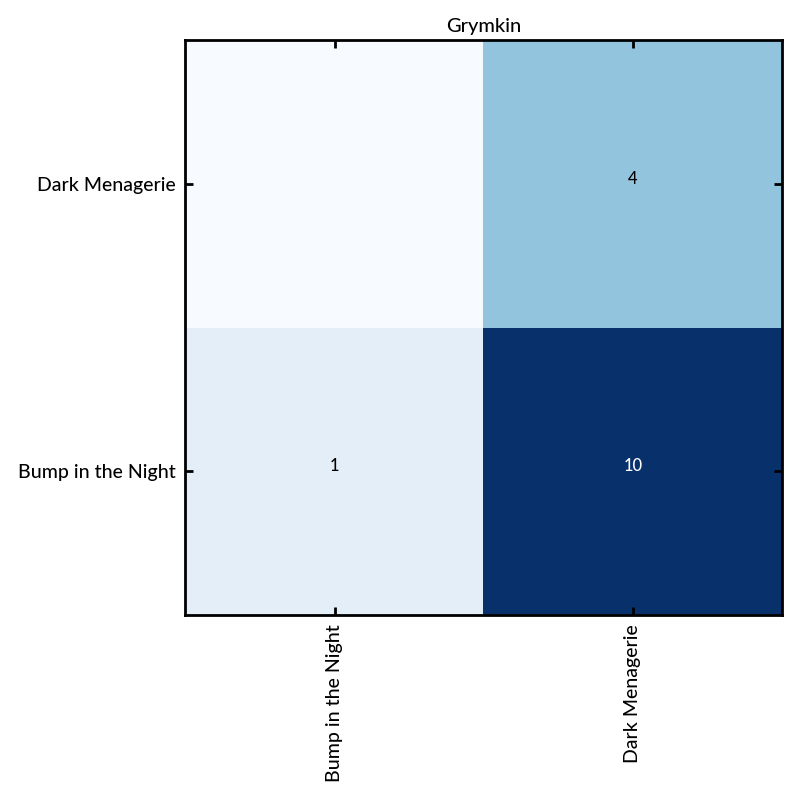 Grymkin
Dark Menagerie
4
Bump in the Night
1
10
Bump in the Night
Dark Menagerie